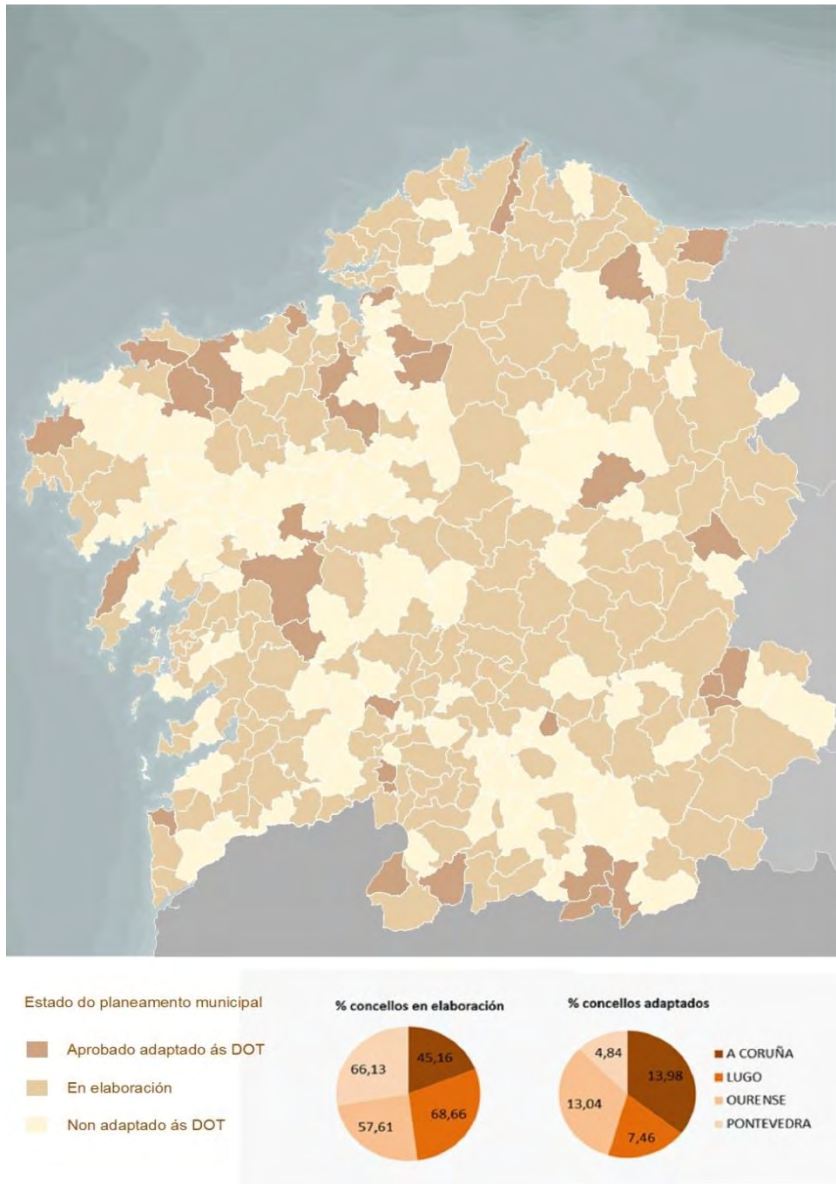 Estado do planeamento municipal
Aprobado adaptado ás DOT
En elaboración
Non adaptado ás DOT
% concellos en elaboración
45,16
68,66
57,61
66,13
% concellos adaptados
13,98
7,46
13,04
4,84
A CORUÑA
LUGO
OURENSE
PONTEVEDRA